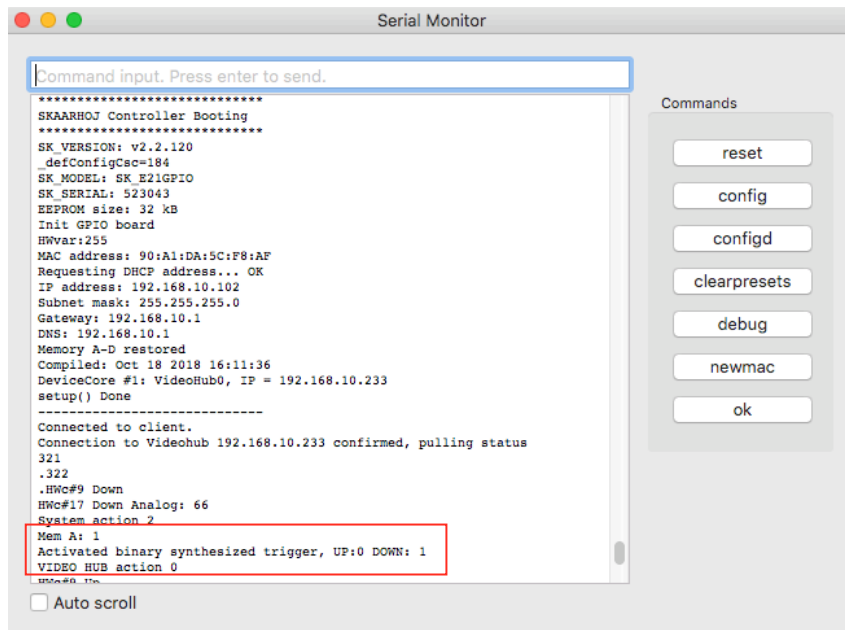 Serial Monitor
Command input. Press enter to send.
*****************************
SKAARHOJ Controller Booting
*****************************
SK_VERSION: v2.2.120
_defConfigCsc=184
SK_MODEL: SK_E21GPIO
SK_SERIAL: 523043
EEPROM size: 32 kB
Init GPIO board
HWvar:255
MAC address: 90:A1:DA:5C:F8:AF
Requesting DHCP address... OK
IP address: 192.168.10.102
Subnet mask: 255.255.255.0
Gateway: 192.168.10.1
DNS: 192.168.10.1
Memory A-D restored
Compiled: Oct 18 2018 16:11:36
DeviceCore #1: VideoHub0, IP = 192.168.10.233
setup() Done
-----------------------------
Connected to client.
Connection to Videohub 192.168.10.233 confirmed, pulling status
321
.322
.HWc#9 Down
HWc#17 Down Analog: 66
System action 2
Mem A: 1
Activated binary synthesized trigger, UP:0 DOWN: 1
VIDEO HUB action 0
HWc#9 Up
Auto scroll
Commands
reset
config
configd
clearpresets
debug
newmac
ok